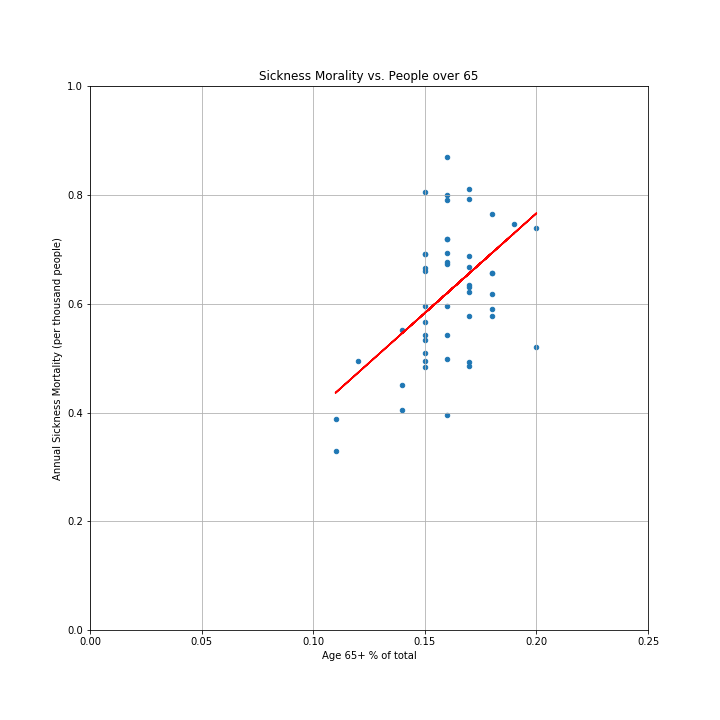 Sickness Morality vs. People over 65
1.0
0.8
0.6
0.4
0.2
0.0
Annual Sickness Mortality (per thousand people)
0.00 0.05 0.10 0.15 0.20 0.25
Age 65+ % of total